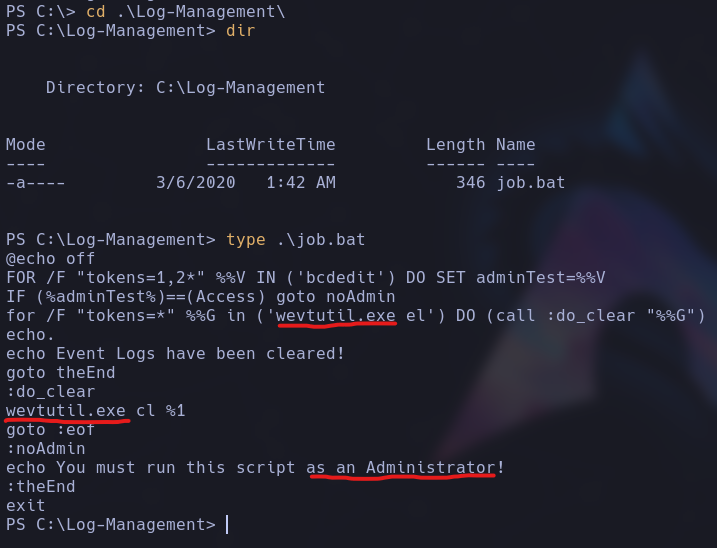 PS C:\> cd .\Log-Management\
PS C:\Log-Management> dir
Directory: C:\Log-Management
Mode LastWriteTime Length Name
---- ------------- ------ ----
-a---- 3/6/2020 1:42 AM 346 job.bat
PS C:\Log-Management> type .\job.bat
@echo off
FOR /F "tokens=1,2*" %%V IN ('bcdedit') DO SET adminTest=%%V
IF (%adminTest%)==(Access) goto noAdmin
for /F "tokens=*" %%G in ('wevtutil.exe el') DO (call :do_clear "%%G")
echo.
echo Event Logs have been cleared!
goto theEnd
:do_clear
wevtutil.exe cl %1
goto :eof
:noAdmin
echo You must run this script as an Administrator!
:theEnd
exit
PS C:\Log-Management>